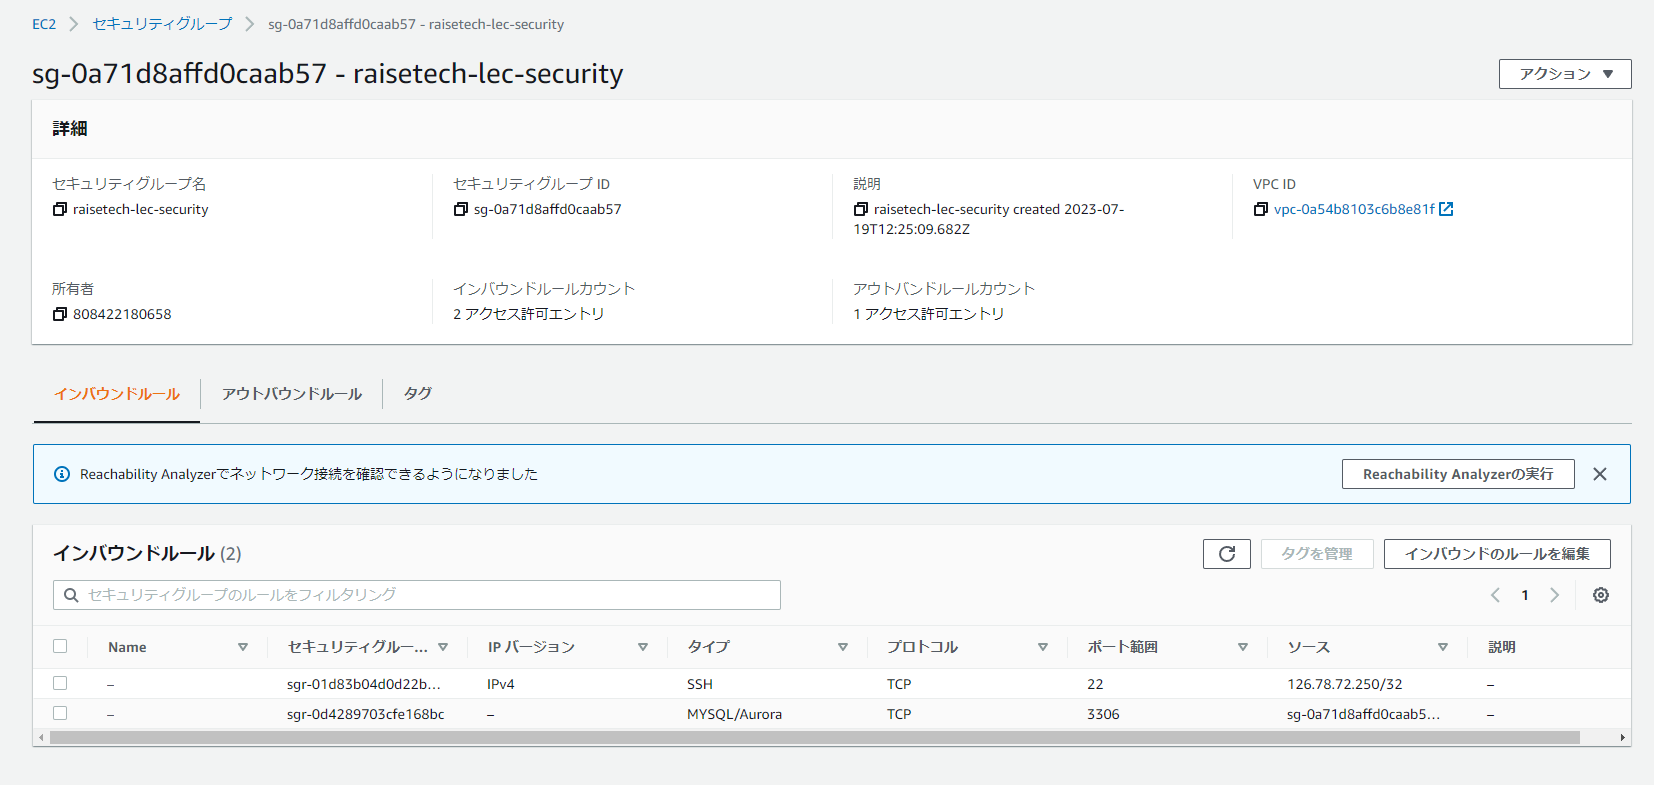 EC2 > セキュリティグループ > sg-0a71d8affd0caab57 - raisetech-lec-security
sg-0a71d8affd0caab57 - raisetech-lec-security
アクション ▼
詳細
セキュリティグループ名
raisetech-lec-security
セキュリティグループ ID
sg-0a71d8affd0caab57
説明
raisetech-lec-security created 2023-07-
19T12:25:09.682Z
VPC ID
vpc-0a54b8103c6b8e81f
所有者
808422180658
インバウンドルールカウント
2 アクセス許可エントリ
アウトバンドルールカウント
1 アクセス許可エントリ
インバウンドルール
アウトバウンドルール
タグ
Reachability Analyzerでネットワーク接続を確認できるようになりました
Reachability Analyzerの実行
インバウンドルール (2)
タグを管理
インバウンドのルールを編集
セキュリティグループのルールをフィルタリング
1
Name セキュリティグルー... IP バージョン タイプ プロトコル ポート範囲 ソース 説明
– sgr-01d83b04d0d22b... IPv4 SSH TCP 22 126.78.72.250/32 –
– sgr-0d4289703cfe168bc – MYSQL/Aurora TCP 3306 sg-0a71d8affd0caab5... –